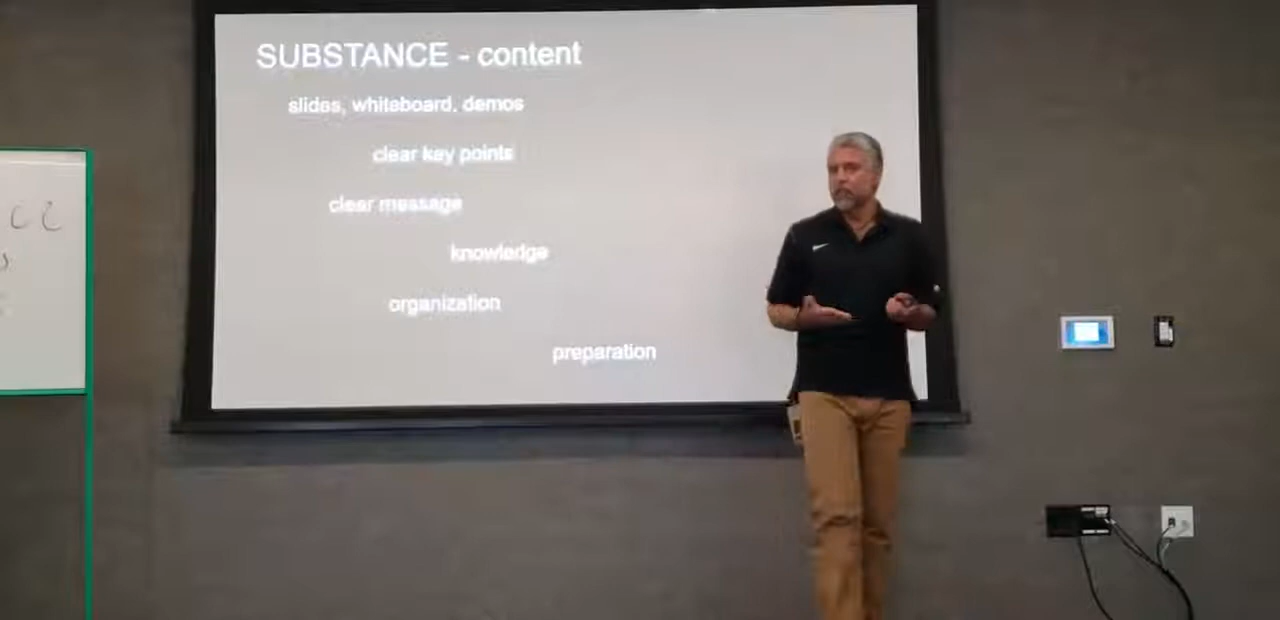 SUBSTANCE - content
slides, whiteboard, demos
clear key points
clear message
knowledge
organization
preparation